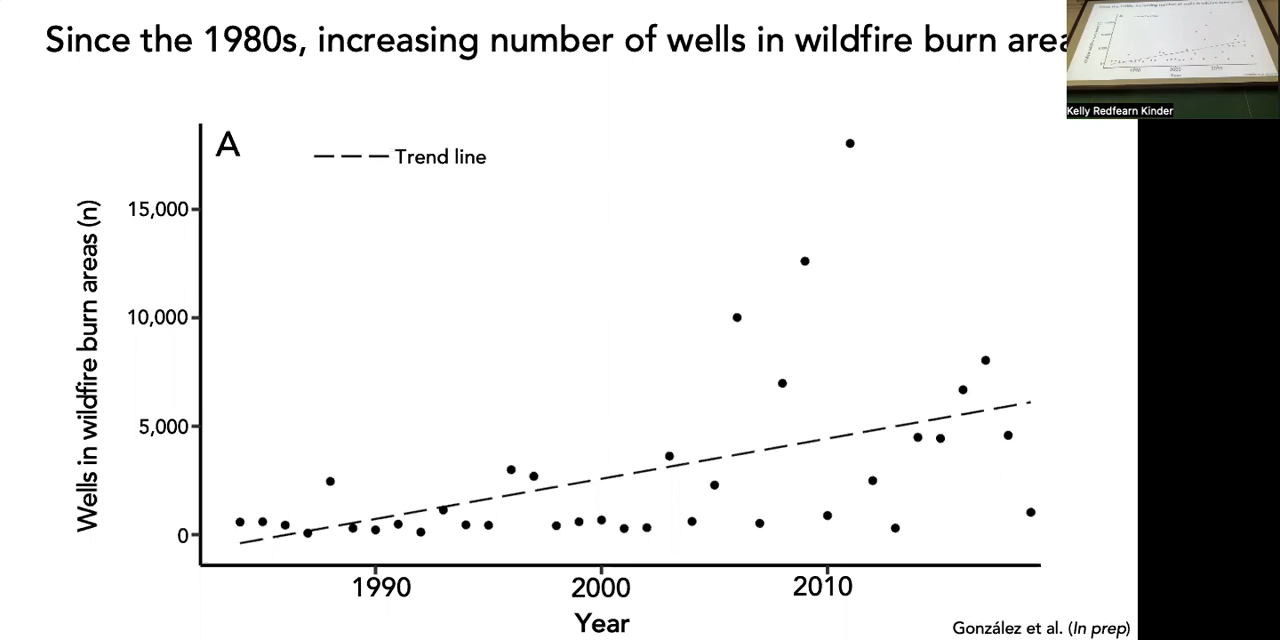 Since the 1980s, increasing number of wells in wildfire burn area
Kelly Redfearn Kinder
A
Trend line
Wells in wildfire burn areas (n)
15,000
10,000
5,000
0
1990
2000
2010
Year
González et al. (In prep)